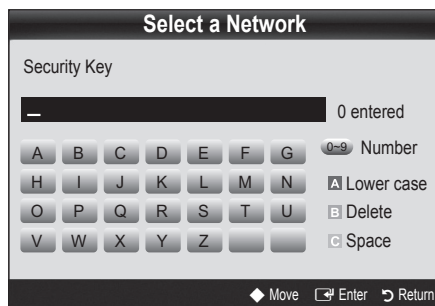 Select a Network
Security Key
_
0 entered
A B C D E F G
0~9 Number
H I J K L M N
A Lower case
O P Q R S T U
B Delete
V W X Y Z
C Space
Move Enter Return